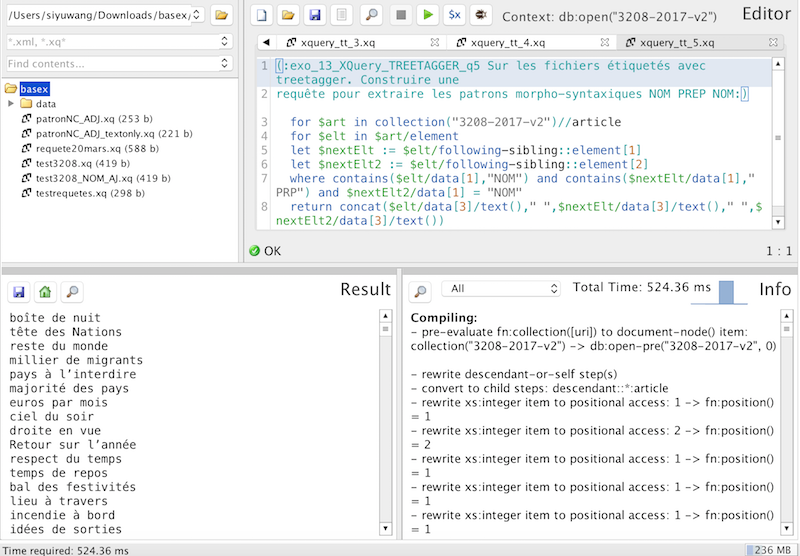 /Users/siyuwang/Downloads/basex/
*.xml, *.xq*
Find contents...
basex
data
patronNC_ADJ.xq (253 b)
patronNC_ADJ_textonly.xq (221 b)
requete20mars.xq (588 b)
test3208.xq (419 b)
test3208_NOM_AJ.xq (419 b)
testrequetes.xq (298 b)
$x
Context: db:open("3208-2017-v2")
Editor
xquery_tt_3.xq
xquery_tt_4.xq
xquery_tt_5.xq
1 (:exo_13_XQuery_TREETAGGER_q5 Sur les fichiers étiquetés avec
treetagger. Construire une
2 requête pour extraire les patrons morpho-syntaxiques NOM PREP NOM:)
3 for $art in collection("3208-2017-v2")//article
4 for $elt in $art/element
5 let $nextElt := $elt/following-sibling::element[1]
6 let $nextElt2 := $elt/following-sibling::element[2]
7 where contains($elt/data[1],"NOM") and contains($nextElt/data[1],"
PRP") and $nextElt2/data[1] = "NOM"
8 return concat($elt/data[3]/text()," ",$nextElt/data[3]/text()," ",$
nextElt2/data[3]/text())
OK
1 : 1
Result
boîte de nuit
tête des Nations
reste du monde
millier de migrants
pays à l’interdire
majorité des pays
euros par mois
ciel du soir
droite en vue
Retour sur l’année
respect du temps
temps de repos
bal des festivités
lieu à travers
incendie à bord
idées de sorties
All
Total Time: 524.36 ms
Info
Compiling:
- pre-evaluate fn:collection([uri]) to document-node() item:
collection("3208-2017-v2") -> db:open-pre("3208-2017-v2", 0)
- rewrite descendant-or-self step(s)
- convert to child steps: descendant::*:article
- rewrite xs:integer item to positional access: 1 -> fn:position()
= 1
- rewrite xs:integer item to positional access: 2 -> fn:position()
= 2
- rewrite xs:integer item to positional access: 1 -> fn:position()
= 1
- rewrite xs:integer item to positional access: 1 -> fn:position()
= 1
- rewrite xs:integer item to positional access: 1 -> fn:position()
= 1
Time required: 524.36 ms
236 MB